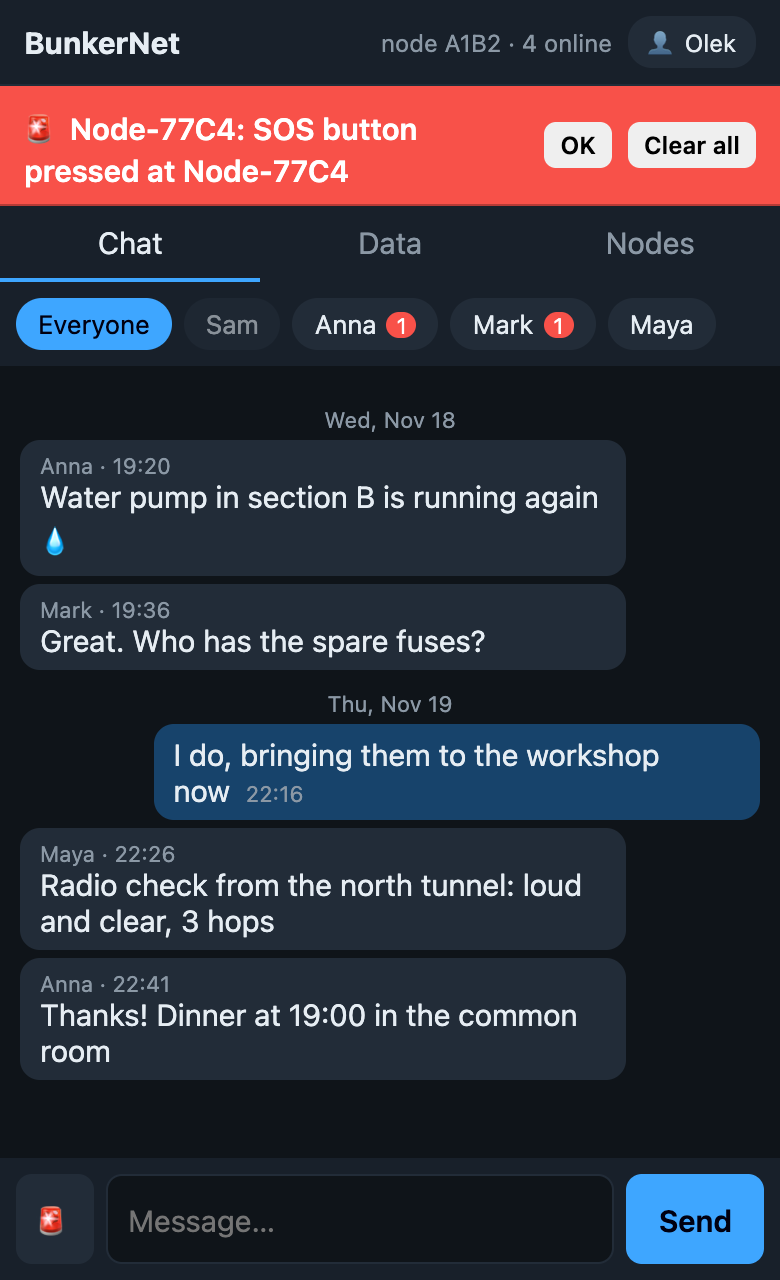 BunkerNet
node A1B2 · 4 online
👤 Olek
🚨 Node-77C4: SOS button
pressed at Node-77C4
OK
Clear all
Chat
Data
Nodes
Everyone
Sam
Anna 1
Mark 1
Maya
Wed, Nov 18
Anna · 19:20
Water pump in section B is running again
💧
Mark · 19:36
Great. Who has the spare fuses?
Thu, Nov 19
I do, bringing them to the workshop
now 22:16
Maya · 22:26
Radio check from the north tunnel: loud
and clear, 3 hops
Anna · 22:41
Thanks! Dinner at 19:00 in the common
room
🚨
Message...
Send